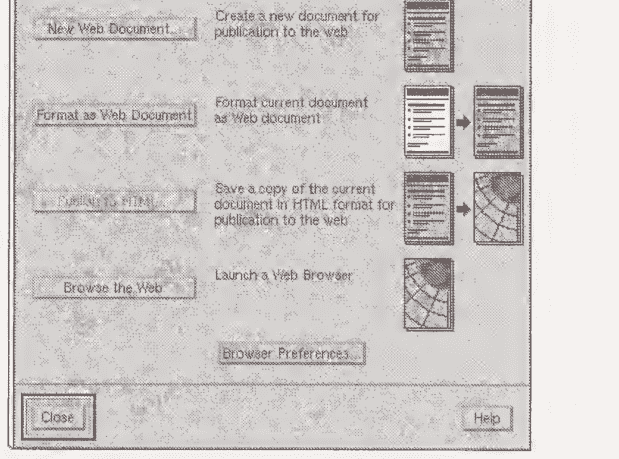 New Web Document...
Create a new document for
publication to the web
Format as Web Document
Format current document
as Web document
Publish to HTML...
Save a copy of the current
document in HTML format for
publication to the web
Browse the Web
Launch a Web Browser
Browser Preferences...
Close
Help